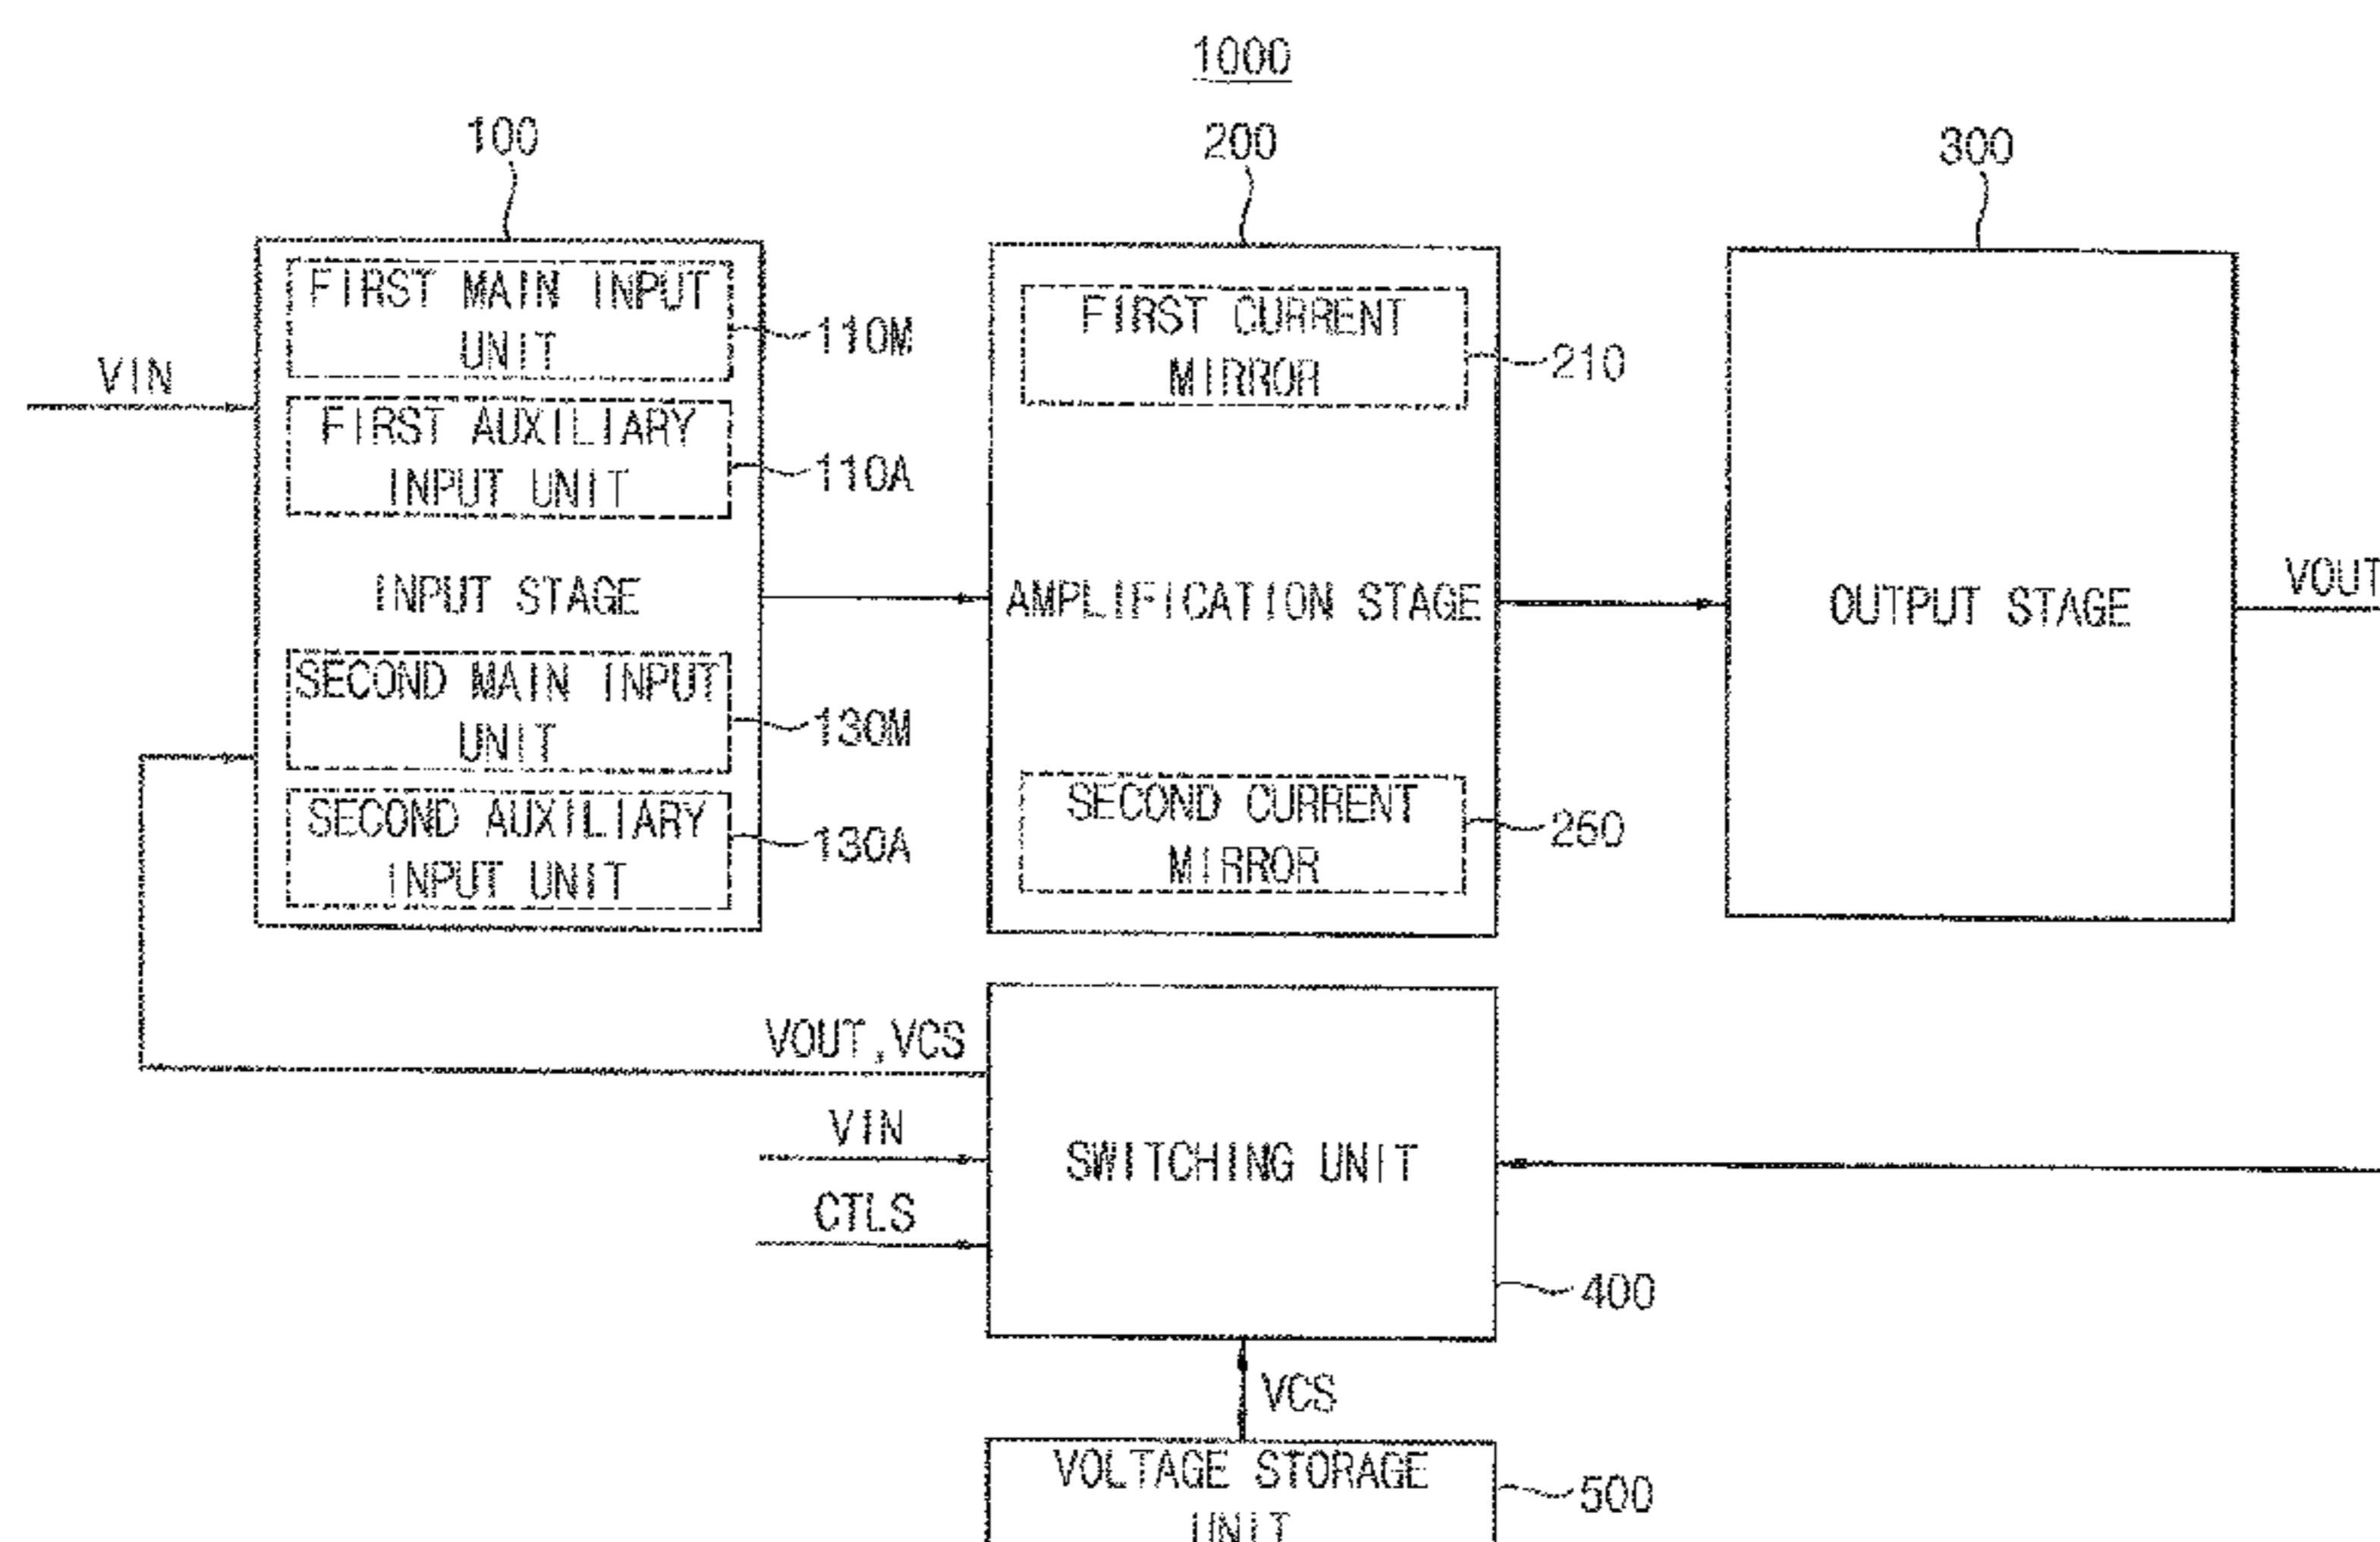 1000
100
200
300
FIRST MAIN INPUT
UNIT
110M
VIN
FIRST AUXILIARY
INPUT UNIT
110A
INPUT STAGE
SECOND MAIN INPUT
UNIT
130M
SECOND AUXILIARY
INPUT UNIT
130A
FIRST CURRENT
MIRROR
210
AMPLIFICATION STAGE
SECOND CURRENT
MIRROR
250
OUTPUT STAGE
VOUT
VOUT,VCS
VIN
CTLS
SWITCHING UNIT
400
VCS
VOLTAGE STORAGE
UNIT
500